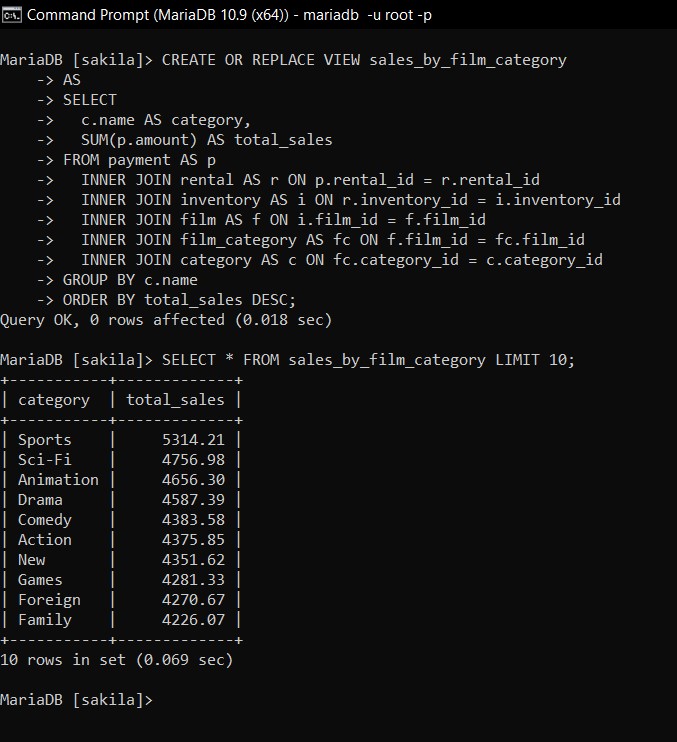 Command Prompt (MariaDB 10.9 (x64)) - mariadb  -u root -p
MariaDB [sakila]> CREATE OR REPLACE VIEW sales_by_film_category
    -> AS
    -> SELECT
    ->   c.name AS category,
    ->   SUM(p.amount) AS total_sales
    -> FROM payment AS p
    ->   INNER JOIN rental AS r ON p.rental_id = r.rental_id
    ->   INNER JOIN inventory AS i ON r.inventory_id = i.inventory_id
    ->   INNER JOIN film AS f ON i.film_id = f.film_id
    ->   INNER JOIN film_category AS fc ON f.film_id = fc.film_id
    ->   INNER JOIN category AS c ON fc.category_id = c.category_id
    -> GROUP BY c.name
    -> ORDER BY total_sales DESC;
Query OK, 0 rows affected (0.018 sec)
MariaDB [sakila]> SELECT * FROM sales_by_film_category LIMIT 10;
+-----------+-------------+
| category  | total_sales |
+-----------+-------------+
| Sports    |     5314.21 |
| Sci-Fi    |     4756.98 |
| Animation |     4656.30 |
| Drama     |     4587.39 |
| Comedy    |     4383.58 |
| Action    |     4375.85 |
| New       |     4351.62 |
| Games     |     4281.33 |
| Foreign   |     4270.67 |
| Family    |     4226.07 |
+-----------+-------------+
10 rows in set (0.069 sec)
MariaDB [sakila]>